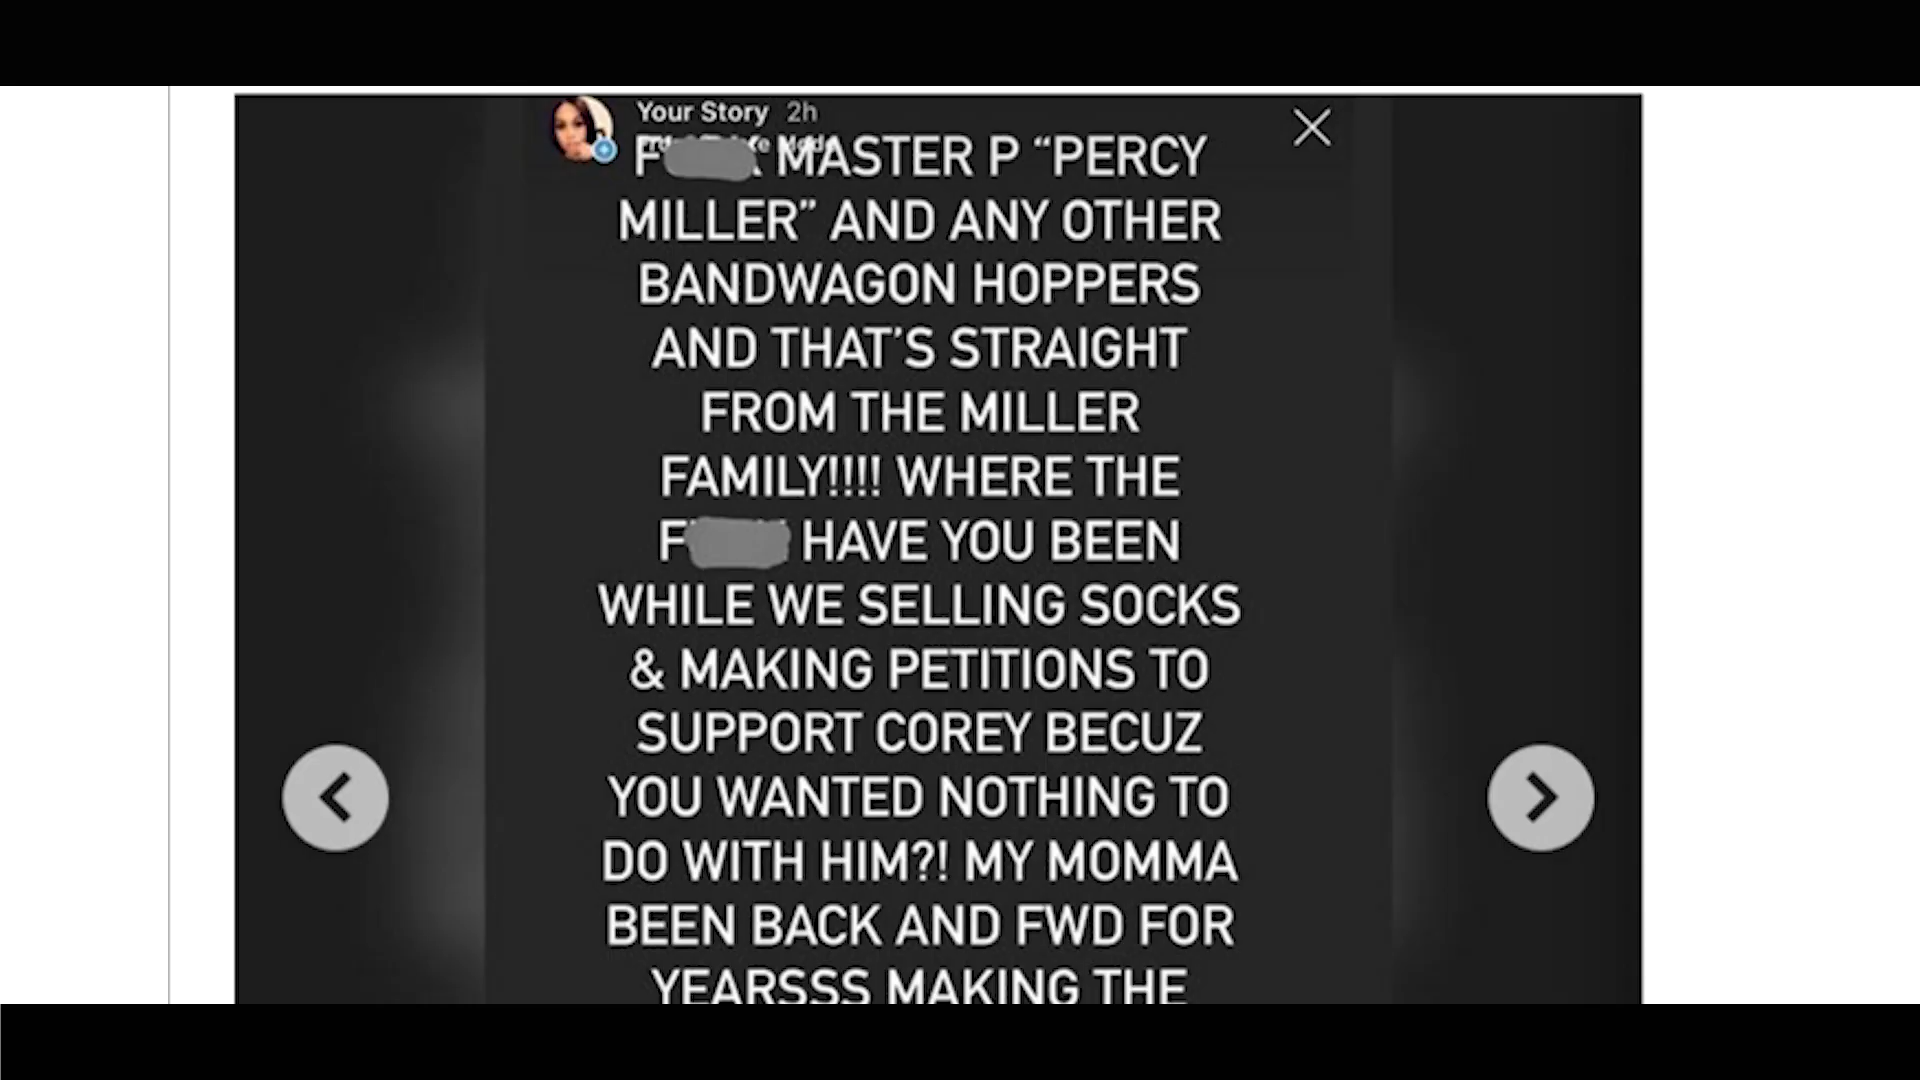 Your Story 2h
F MASTER P “PERCY
MILLER” AND ANY OTHER
BANDWAGON HOPPERS
AND THAT’S STRAIGHT
FROM THE MILLER
FAMILY!!!! WHERE THE
F HAVE YOU BEEN
WHILE WE SELLING SOCKS
& MAKING PETITIONS TO
SUPPORT COREY BECUZ
YOU WANTED NOTHING TO
DO WITH HIM?! MY MOMMA
BEEN BACK AND FWD FOR
YEARSSS MAKING THE